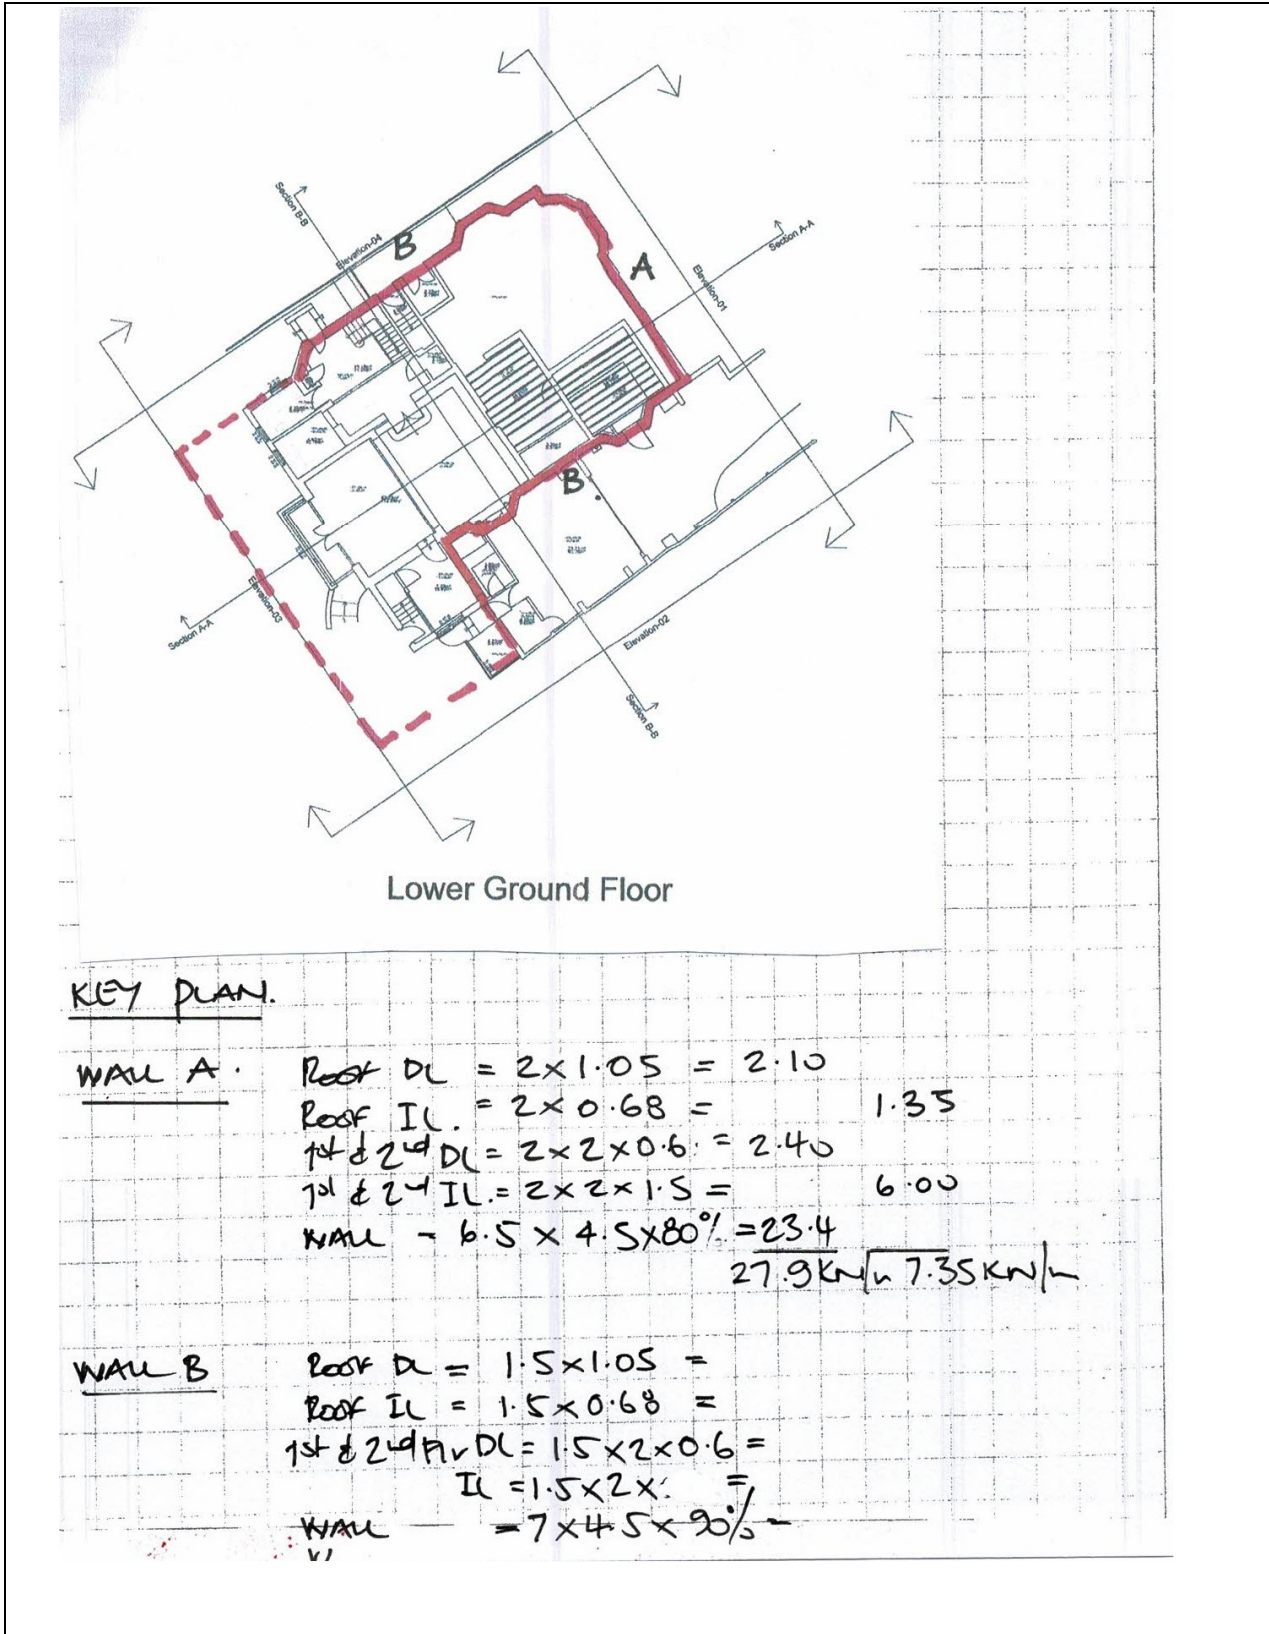 Section B-B
Elevation-04
B
A
Section A-A
Elevation-01
B
Elevation-03
Section A-A
Elevation-02
Section B-B
Lower Ground Floor
KEY PLAN.
WALL A. Roof DL = 2×1.05 = 2.10
Roof IL. = 2×0.68 = 1.35
1st & 2nd DL = 2×2×0.6. = 2.40
1st & 2nd IL. = 2×2×1.5 = 6.00
WALL - 6.5 × 4.5×80% = 23.4
27.9 KN/m 7.35 KN/m
WALL B Roof DL = 1.5×1.05 =
Roof IL = 1.5×0.68 =
1st & 2nd Flr DL = 1.5×2×0.6 =
IL = 1.5×2× =
WALL = 7×4.5×90% -